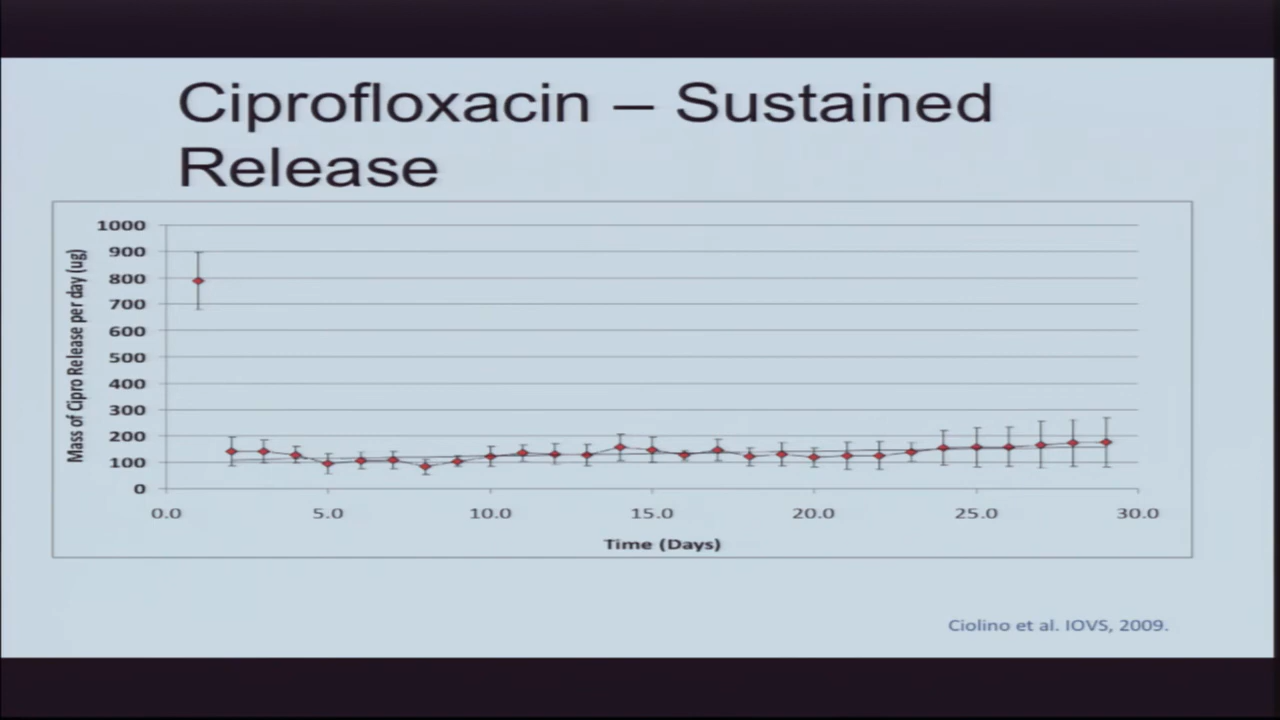 Ciprofloxacin – Sustained
Release
Mass of Cipro Release per day (ug)
1000
900
800
700
600
500
400
300
200
100
0
0.0 5.0 10.0 15.0 20.0 25.0 30.0
Time (Days)
Ciolino et al. IOVS, 2009.